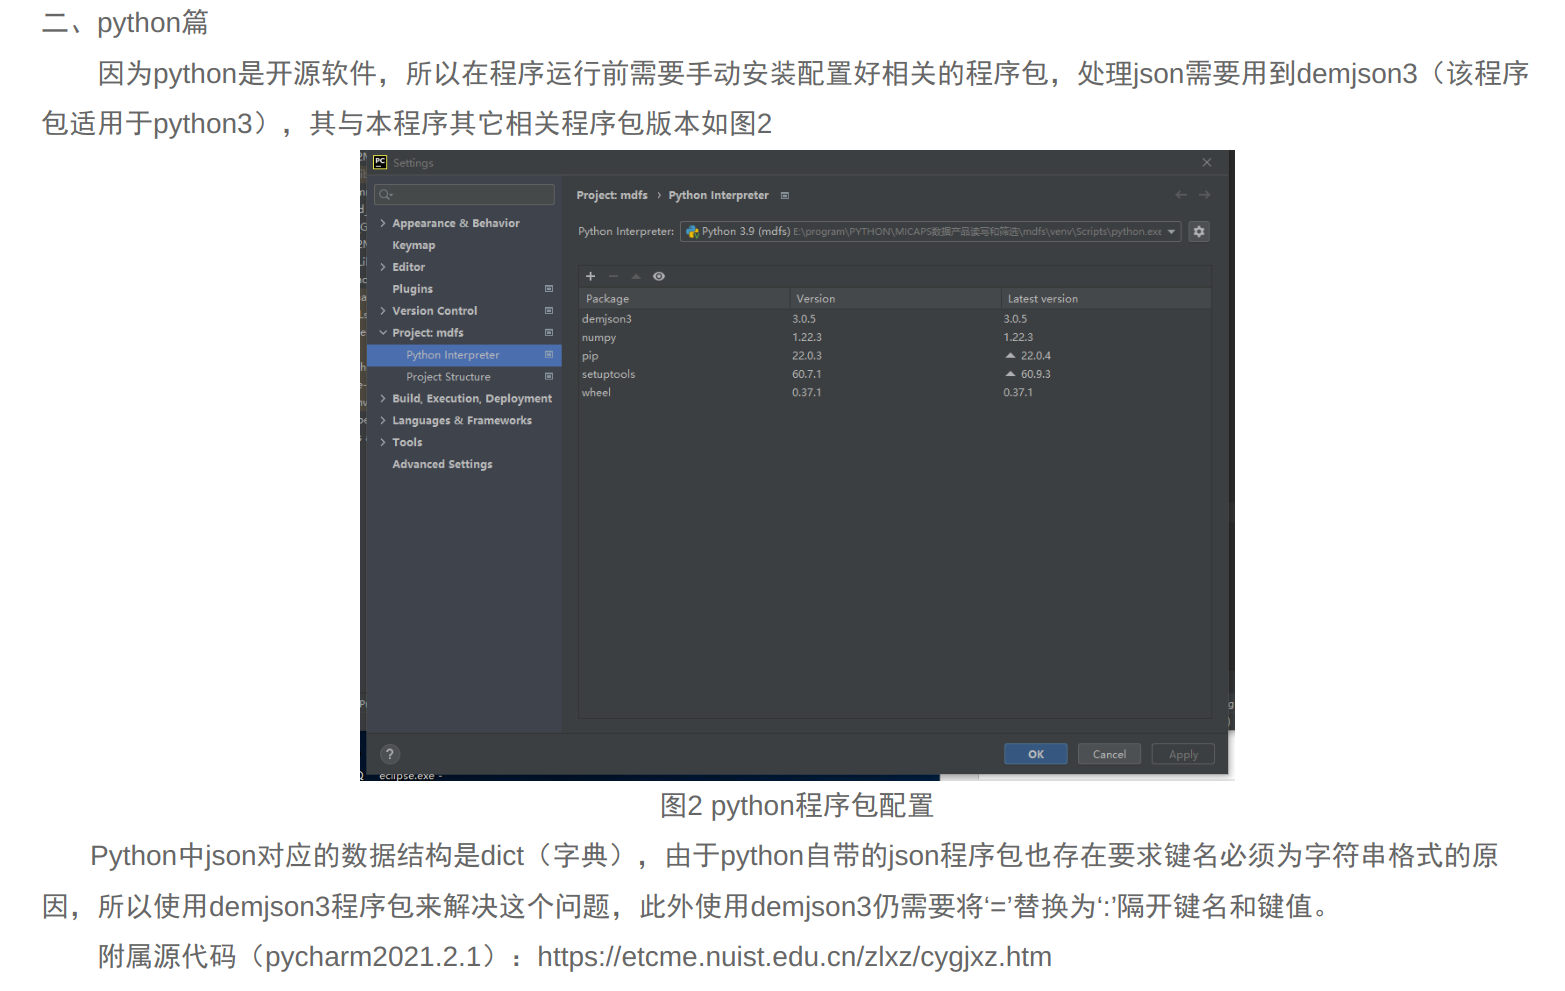 二、python篇
因为python是开源软件，所以在程序运行前需要手动安装配置好相关的程序包，处理json需要用到demjson3（该程序
包适用于python3），其与本程序其它相关程序包版本如图2
Settings
Project: mdfs › Python Interpreter
Appearance & Behavior
Python Interpreter: Python 3.9 (mdfs) E:\program\PYTHON\MICAPS数据产品读写和筛选\mdfs\venv\Scripts\python.exe
Keymap
Editor
Plugins
Version Control
Project: mdfs
Python Interpreter
Project Structure
Build, Execution, Deployment
Languages & Frameworks
Tools
Advanced Settings
Package Version Latest version
demjson3 3.0.5 3.0.5
numpy 1.22.3 1.22.3
pip 22.0.3 22.0.4
setuptools 60.7.1 60.9.3
wheel 0.37.1 0.37.1
? OK Cancel Apply
eclipse.exe -
图2 python程序包配置
Python中json对应的数据结构是dict（字典），由于python自带的json程序包也存在要求键名必须为字符串格式的原
因，所以使用demjson3程序包来解决这个问题，此外使用demjson3仍需要将‘=’替换为‘:’隔开键名和键值。
附属源代码（pycharm2021.2.1）：https://etcme.nuist.edu.cn/zlxz/cygjxz.htm